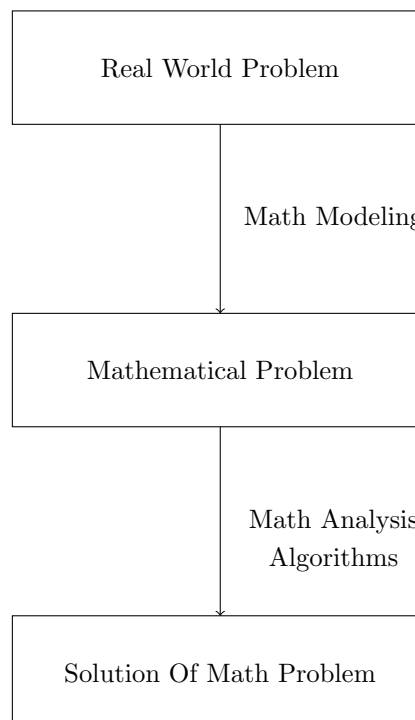 Real World Problem
Math Modeling
Mathematical Problem
Math Analysis
Algorithms
Solution Of Math Problem